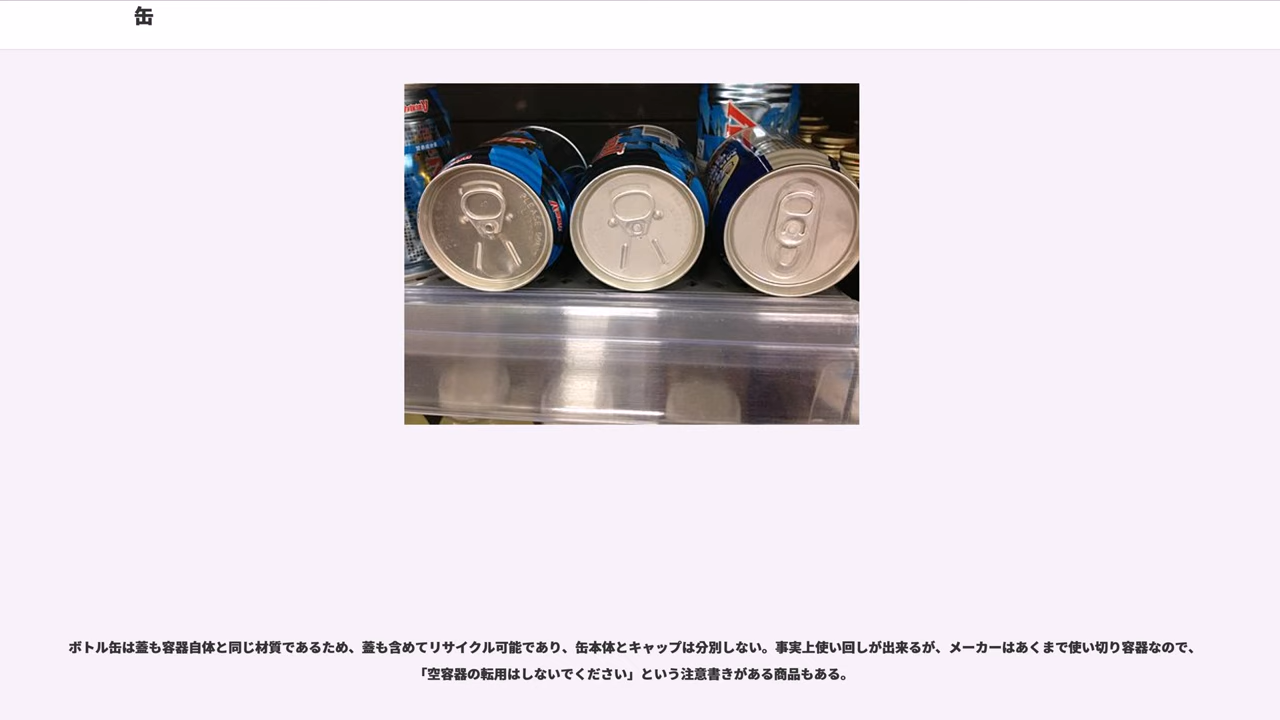 缶
ボトル缶は蓋も容器自体と同じ材質であるため、蓋も含めてリサイクル可能であり、缶本体とキャップは分別しない。事実上使い回しが出来るが、メーカーはあくまで使い切り容器なので、
「空容器の転用はしないでください」という注意書きがある商品もある。